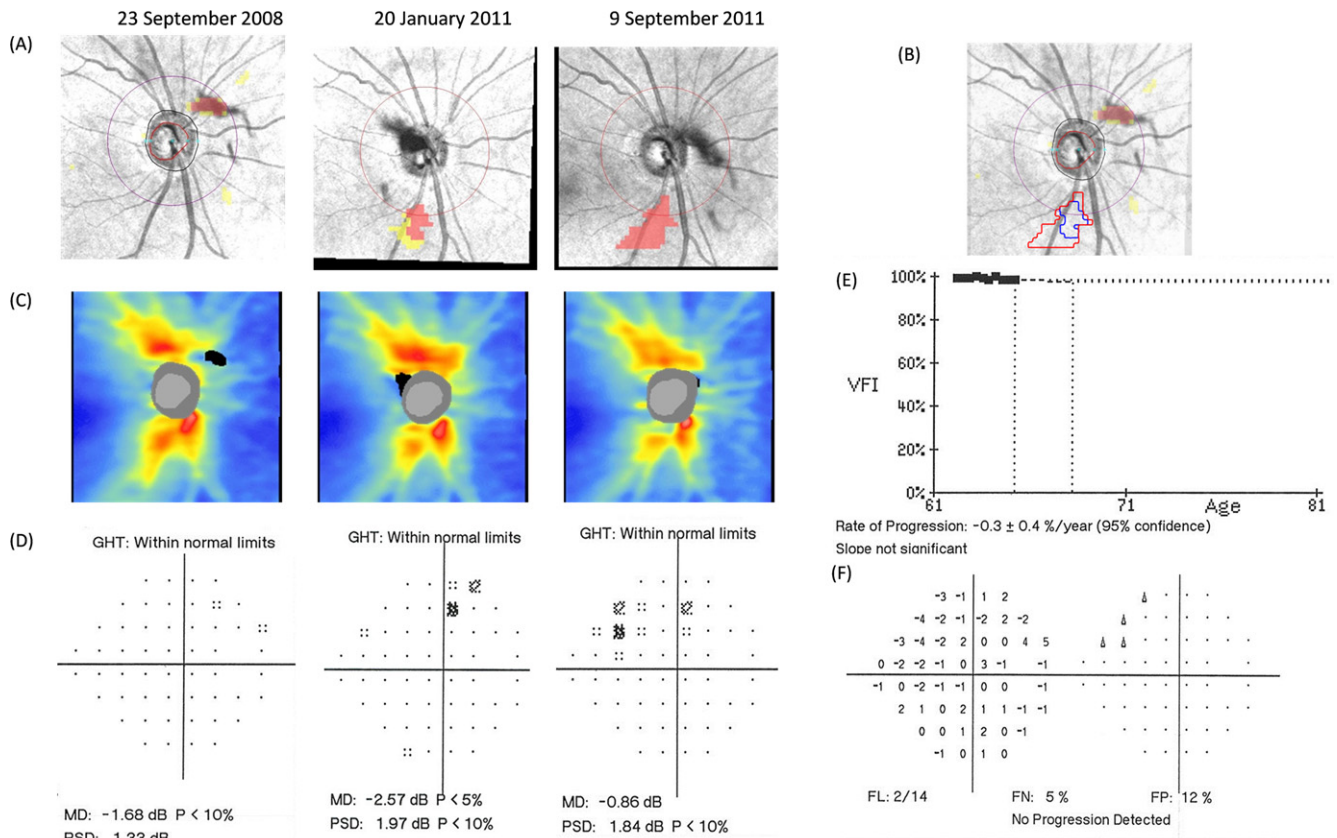 23 September 2008
20 January 2011
9 September 2011
(A)
(B)
(C)
(D)
GHT: Within normal limits
MD: -1.68 dB P < 10%
GHT: Within normal limits
MD: -2.57 dB P < 5%
PSD: 1.97 dB P < 10%
GHT: Within normal limits
MD: -0.86 dB
PSD: 1.84 dB P < 10%
(E)
100%
80%
60%
VFI
40%
20%
0%
61 71 Age 81
Rate of Progression: -0.3 ± 0.4 %/year (95% confidence)
Slope not significant
(F)
-3 -1 1 2
-4 -2 -1 -2 2 -2
-3 -4 -2 2 0 0 4 5
0 -2 -2 -1 0 3 -1 -1
-1 0 -2 -1 -1 0 0 -1
2 1 0 2 1 1 -1 -1
0 0 1 2 0 -1
-1 0 1 0
FL: 2/14 FN: 5 % FP: 12 %
No Progression Detected